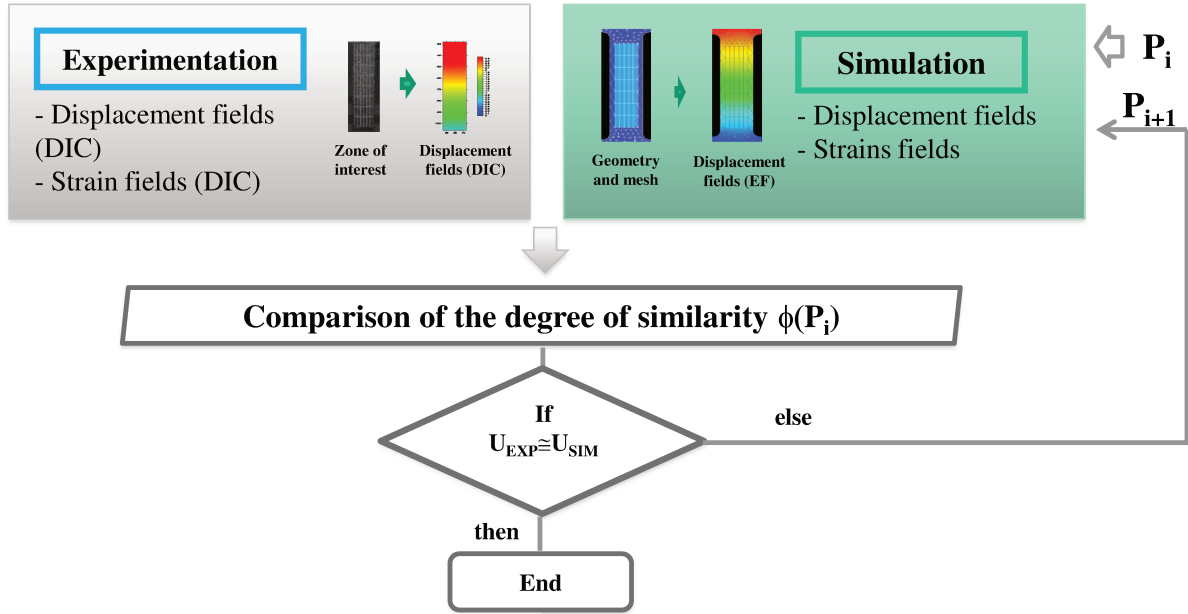 Experimentation
- Displacement fields
(DIC)
- Strain fields (DIC)
Zone of
interest
Displacement
fields (DIC)
Geometry
and mesh
Displacement
fields (EF)
Simulation
- Displacement fields
- Strains fields
Pᵢ
Pᵢ₊₁
Comparison of the degree of similarity ϕ(Pᵢ)
If
U_EXP≅U_SIM
else
then
End